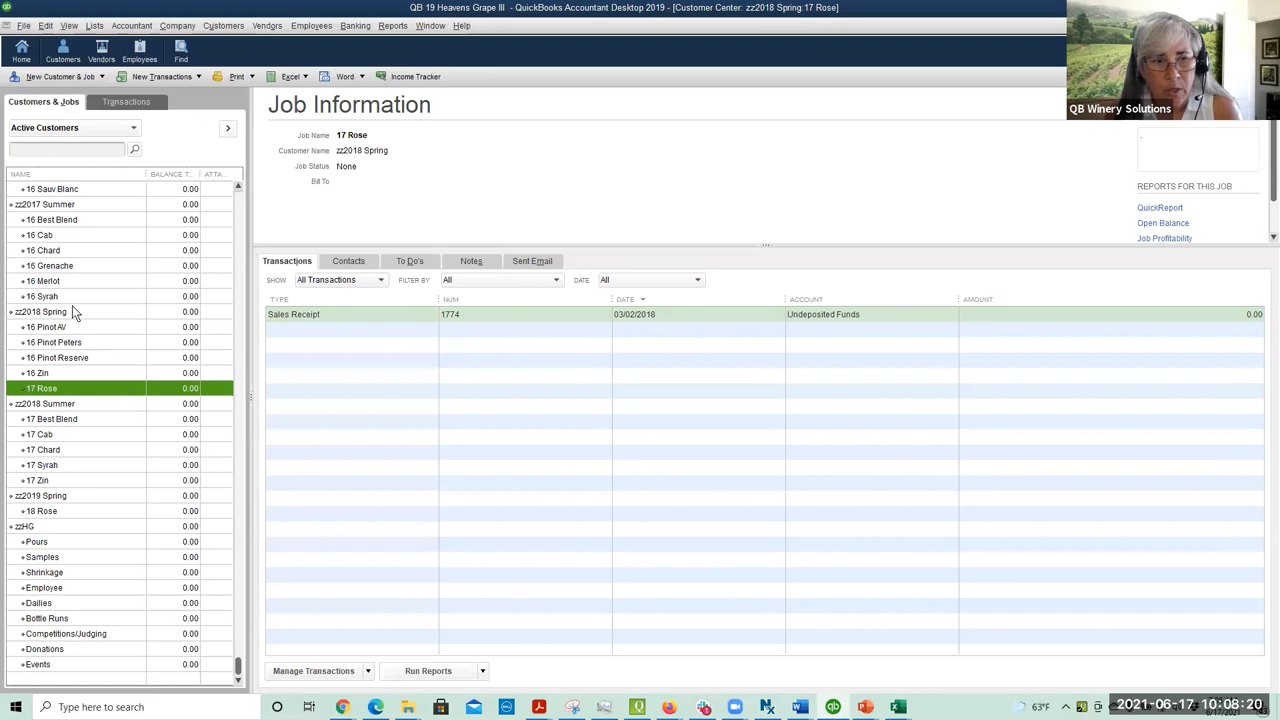 QB 19 Heavens Grape III - QuickBooks Accountant Desktop 2019 - [Customer Center: zz2018 Spring:17 Rose]
File Edit View Lists Accountant Company Customers Vendors Employees Banking Reports Window Help
Home Customers Vendors Employees Find
New Customer & Job New Transactions Print Excel Word Income Tracker
QB Winery Solutions
Customers & Jobs Transactions
Active Customers
NAME BALANCE T... ATTA...
16 Sauv Blanc 0.00
zz2017 Summer 0.00
16 Best Blend 0.00
16 Cab 0.00
16 Chard 0.00
16 Grenache 0.00
16 Merlot 0.00
16 Syrah 0.00
zz2018 Spring 0.00
16 Pinot AV 0.00
16 Pinot Peters 0.00
16 Pinot Reserve 0.00
16 Zin 0.00
17 Rose 0.00
zz2018 Summer 0.00
17 Best Blend 0.00
17 Cab 0.00
17 Chard 0.00
17 Syrah 0.00
17 Zin 0.00
zz2019 Spring 0.00
18 Rose 0.00
zzHG 0.00
Pours 0.00
Samples 0.00
Shrinkage 0.00
Employee 0.00
Dailies 0.00
Bottle Runs 0.00
Competitions/Judging 0.00
Donations 0.00
Events 0.00
Job Information
Job Name 17 Rose
Customer Name zz2018 Spring
Job Status None
Bill To
REPORTS FOR THIS JOB
QuickReport
Open Balance
Job Profitability
Transactions Contacts To Do's Notes Sent Email
SHOW All Transactions FILTER BY All DATE All
TYPE NUM DATE ACCOUNT AMOUNT
Sales Receipt 1774 03/02/2018 Undeposited Funds 0.00
Manage Transactions Run Reports
Type here to search
63°F
2021-06-17, 10:08:20